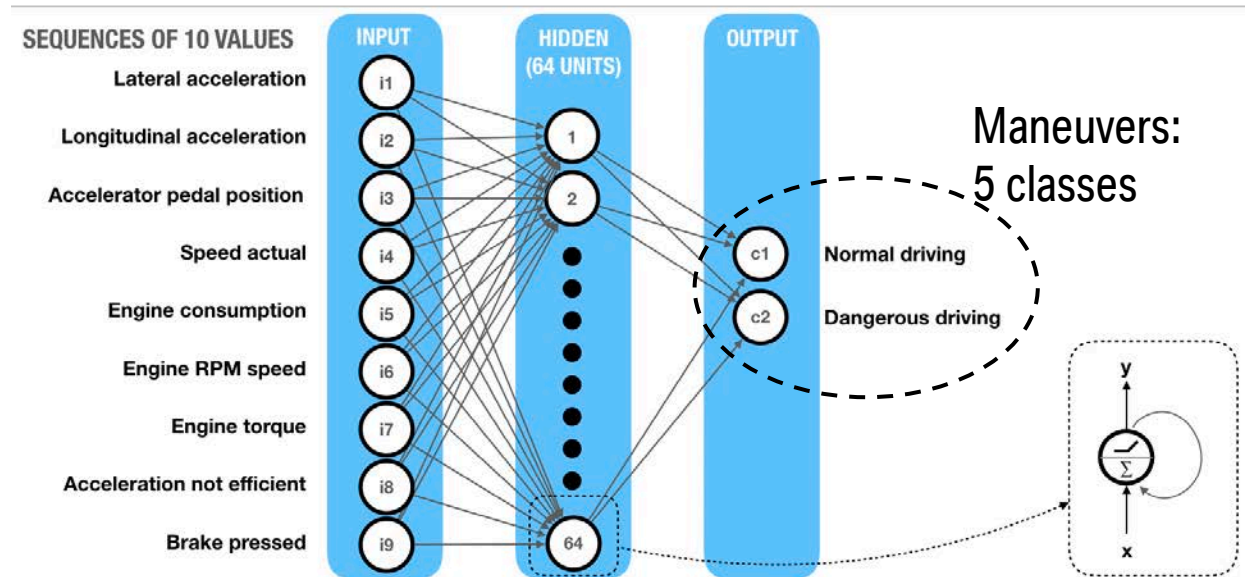 SEQUENCES OF 10 VALUES
INPUT
HIDDEN
(64 UNITS)
OUTPUT
Lateral acceleration
i1
Longitudinal acceleration
i2
1
Maneuvers:
5 classes
Accelerator pedal position
i3
2
Speed actual
i4
c1
Normal driving
Engine consumption
i5
c2
Dangerous driving
Engine RPM speed
i6
Engine torque
i7
Acceleration not efficient
i8
Brake pressed
i9
64
y
Σ
x